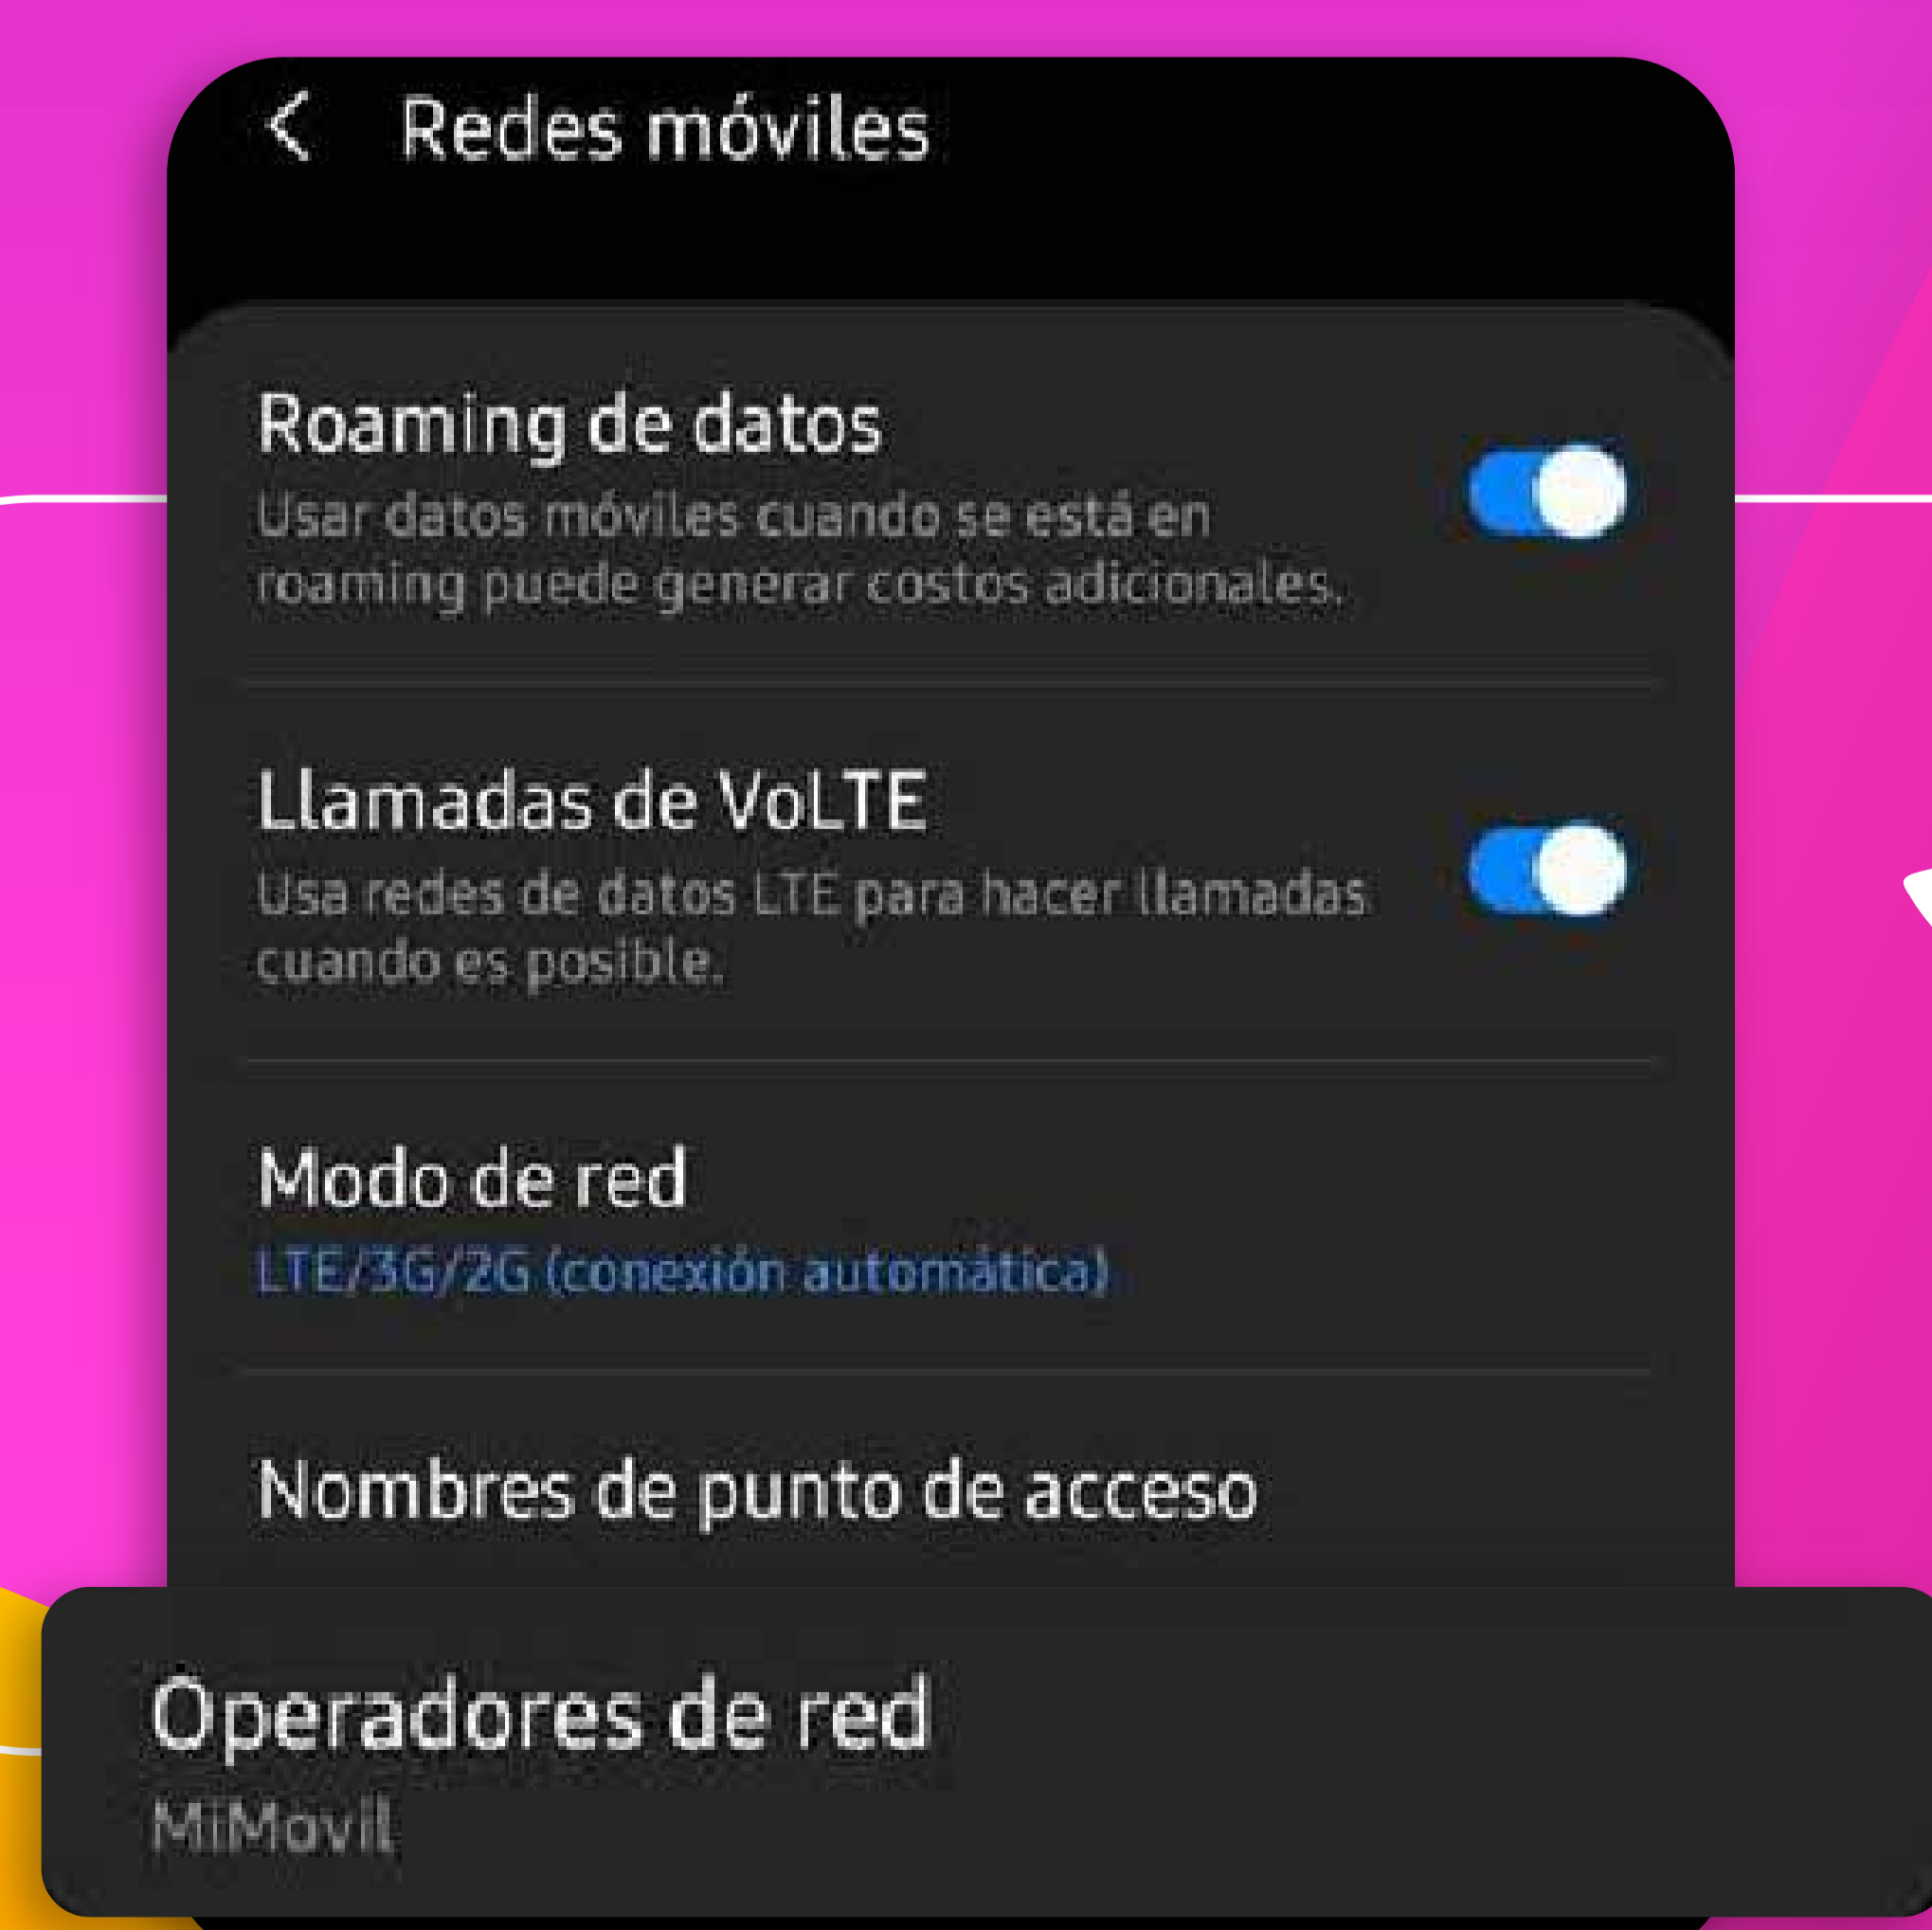 Redes móviles
Roaming de datos
Usar datos móviles cuando se está en
roaming puede generar costos adicionales.
Llamadas de VoLTE
Usa redes de datos LTE para hacer llamadas
cuando es posible.
Modo de red
LTE/3G/2G (conexión automática)
Nombres de punto de acceso
Operadores de red
MiMovil